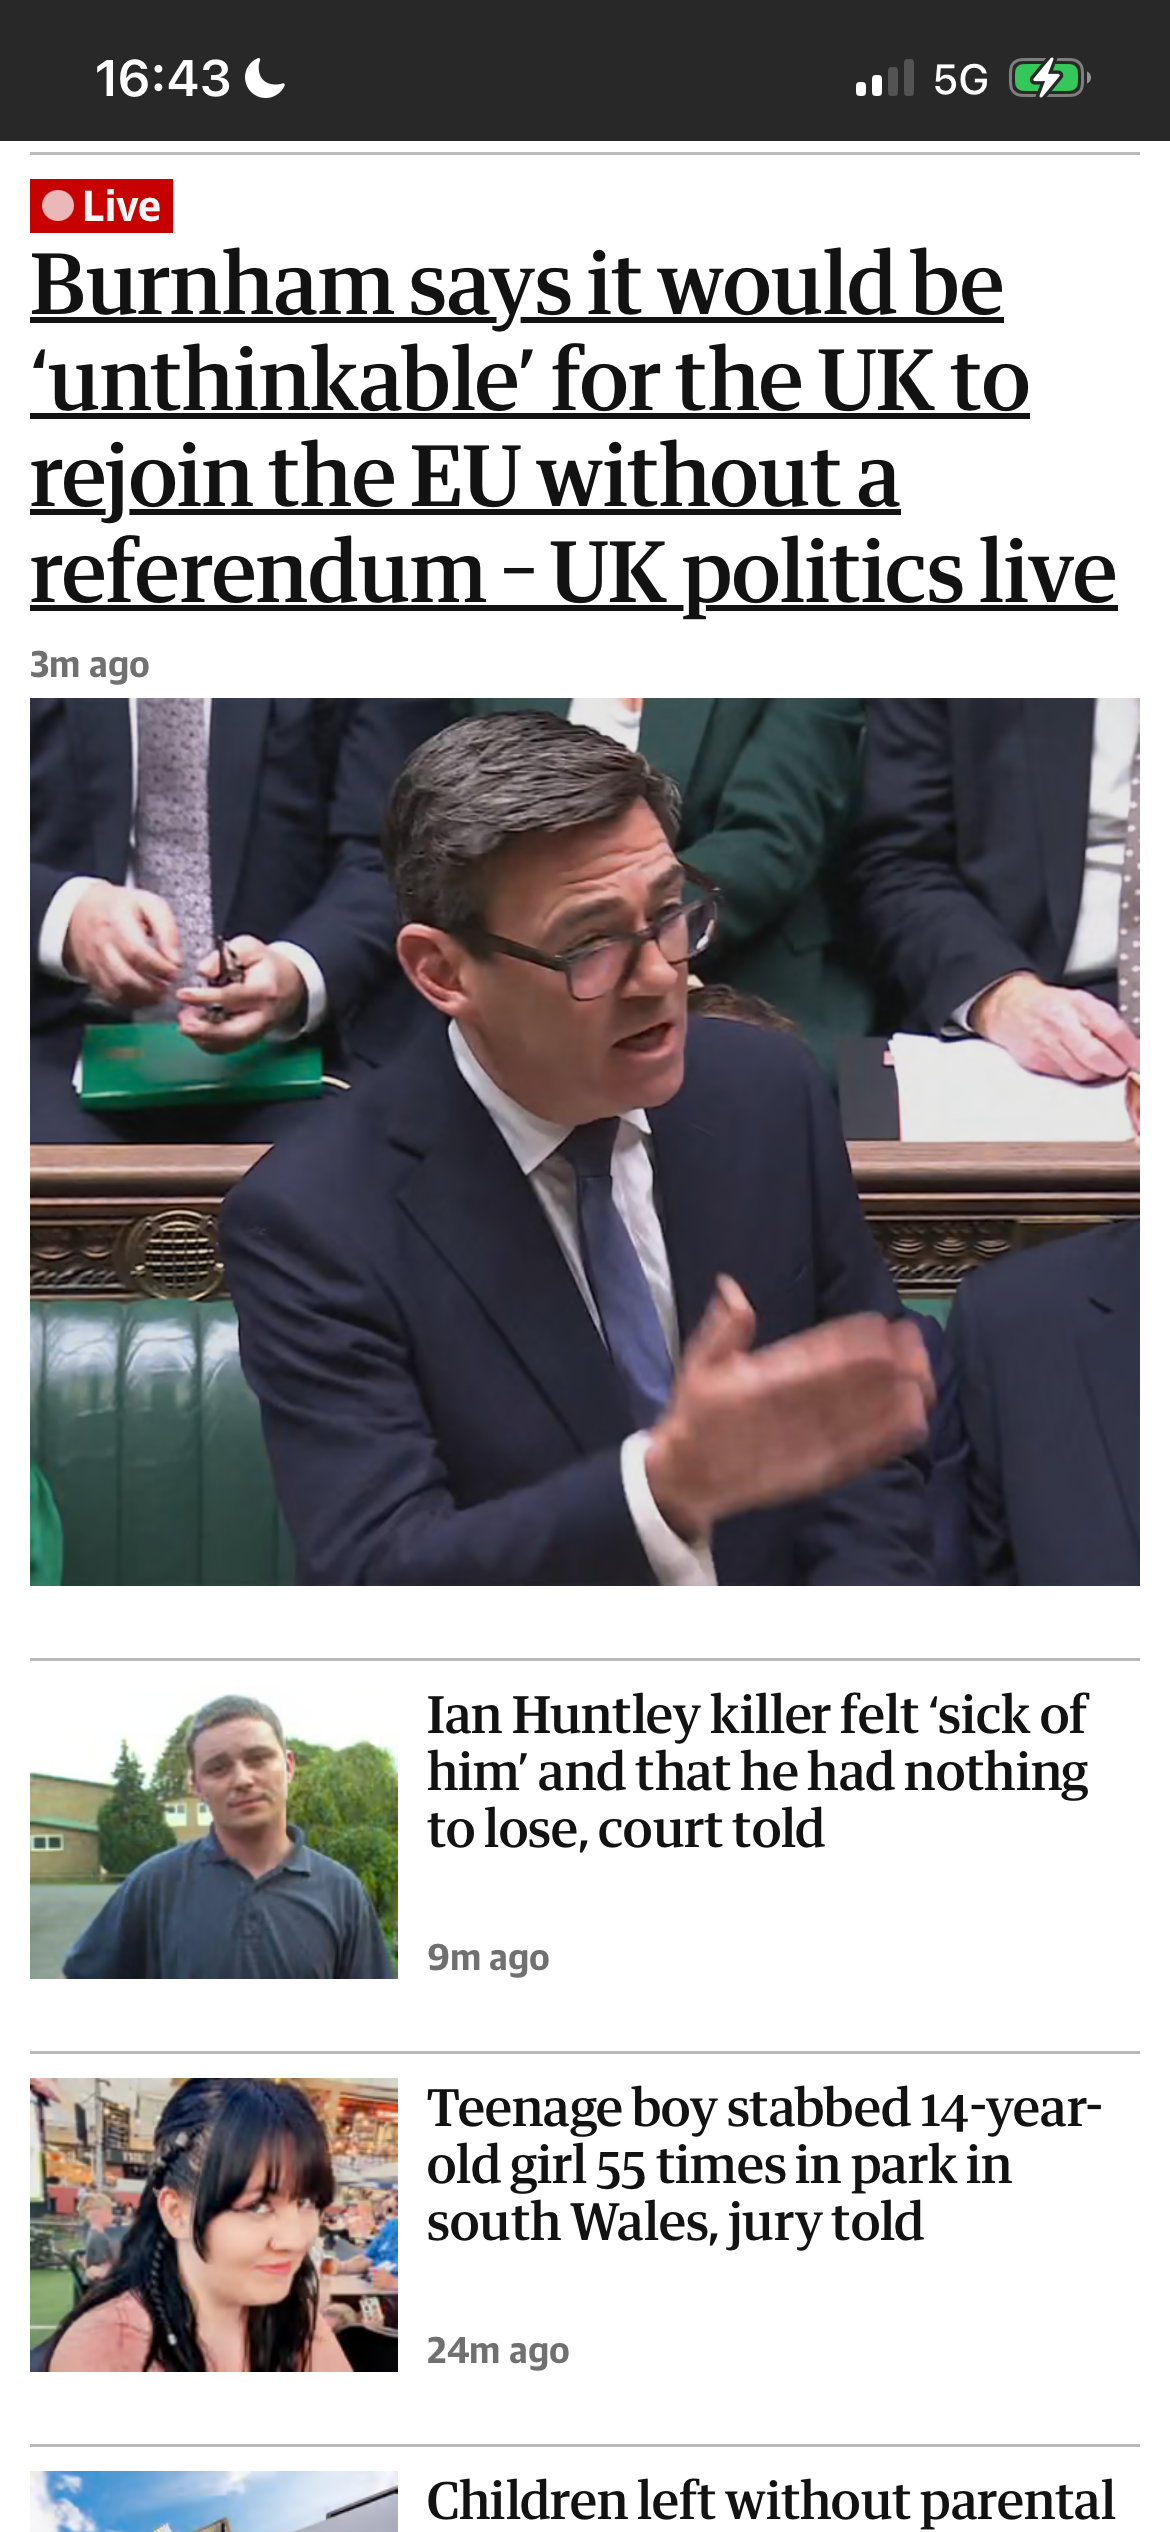 16:43
5G
Live
Burnham says it would be
‘unthinkable’ for the UK to
rejoin the EU without a
referendum – UK politics live
3m ago
Ian Huntley killer felt ‘sick of
him’ and that he had nothing
to lose, court told
9m ago
Teenage boy stabbed 14-year-
old girl 55 times in park in
south Wales, jury told
24m ago
Children left without parental